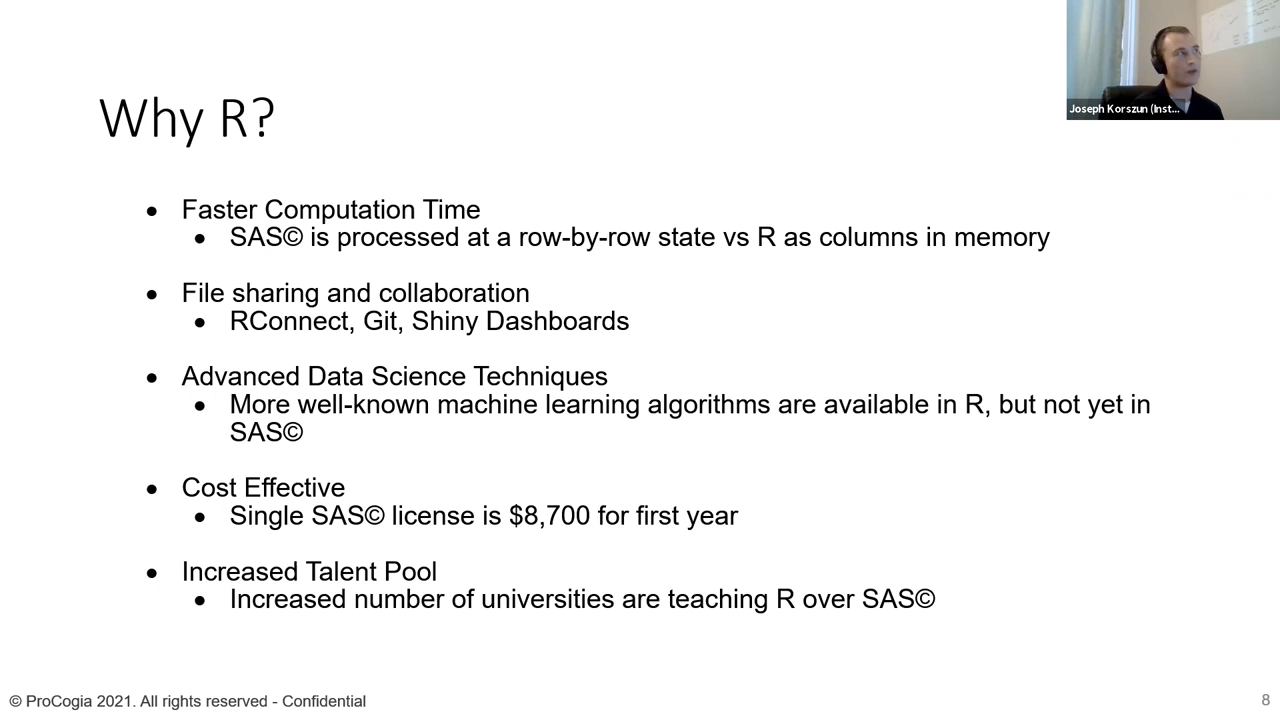 Joseph Korszun (Inst...
Why R?
• Faster Computation Time
• SAS© is processed at a row-by-row state vs R as columns in memory
• File sharing and collaboration
• RConnect, Git, Shiny Dashboards
• Advanced Data Science Techniques
• More well-known machine learning algorithms are available in R, but not yet in
SAS©
• Cost Effective
• Single SAS© license is $8,700 for first year
• Increased Talent Pool
• Increased number of universities are teaching R over SAS©
© ProCogia 2021. All rights reserved - Confidential
8